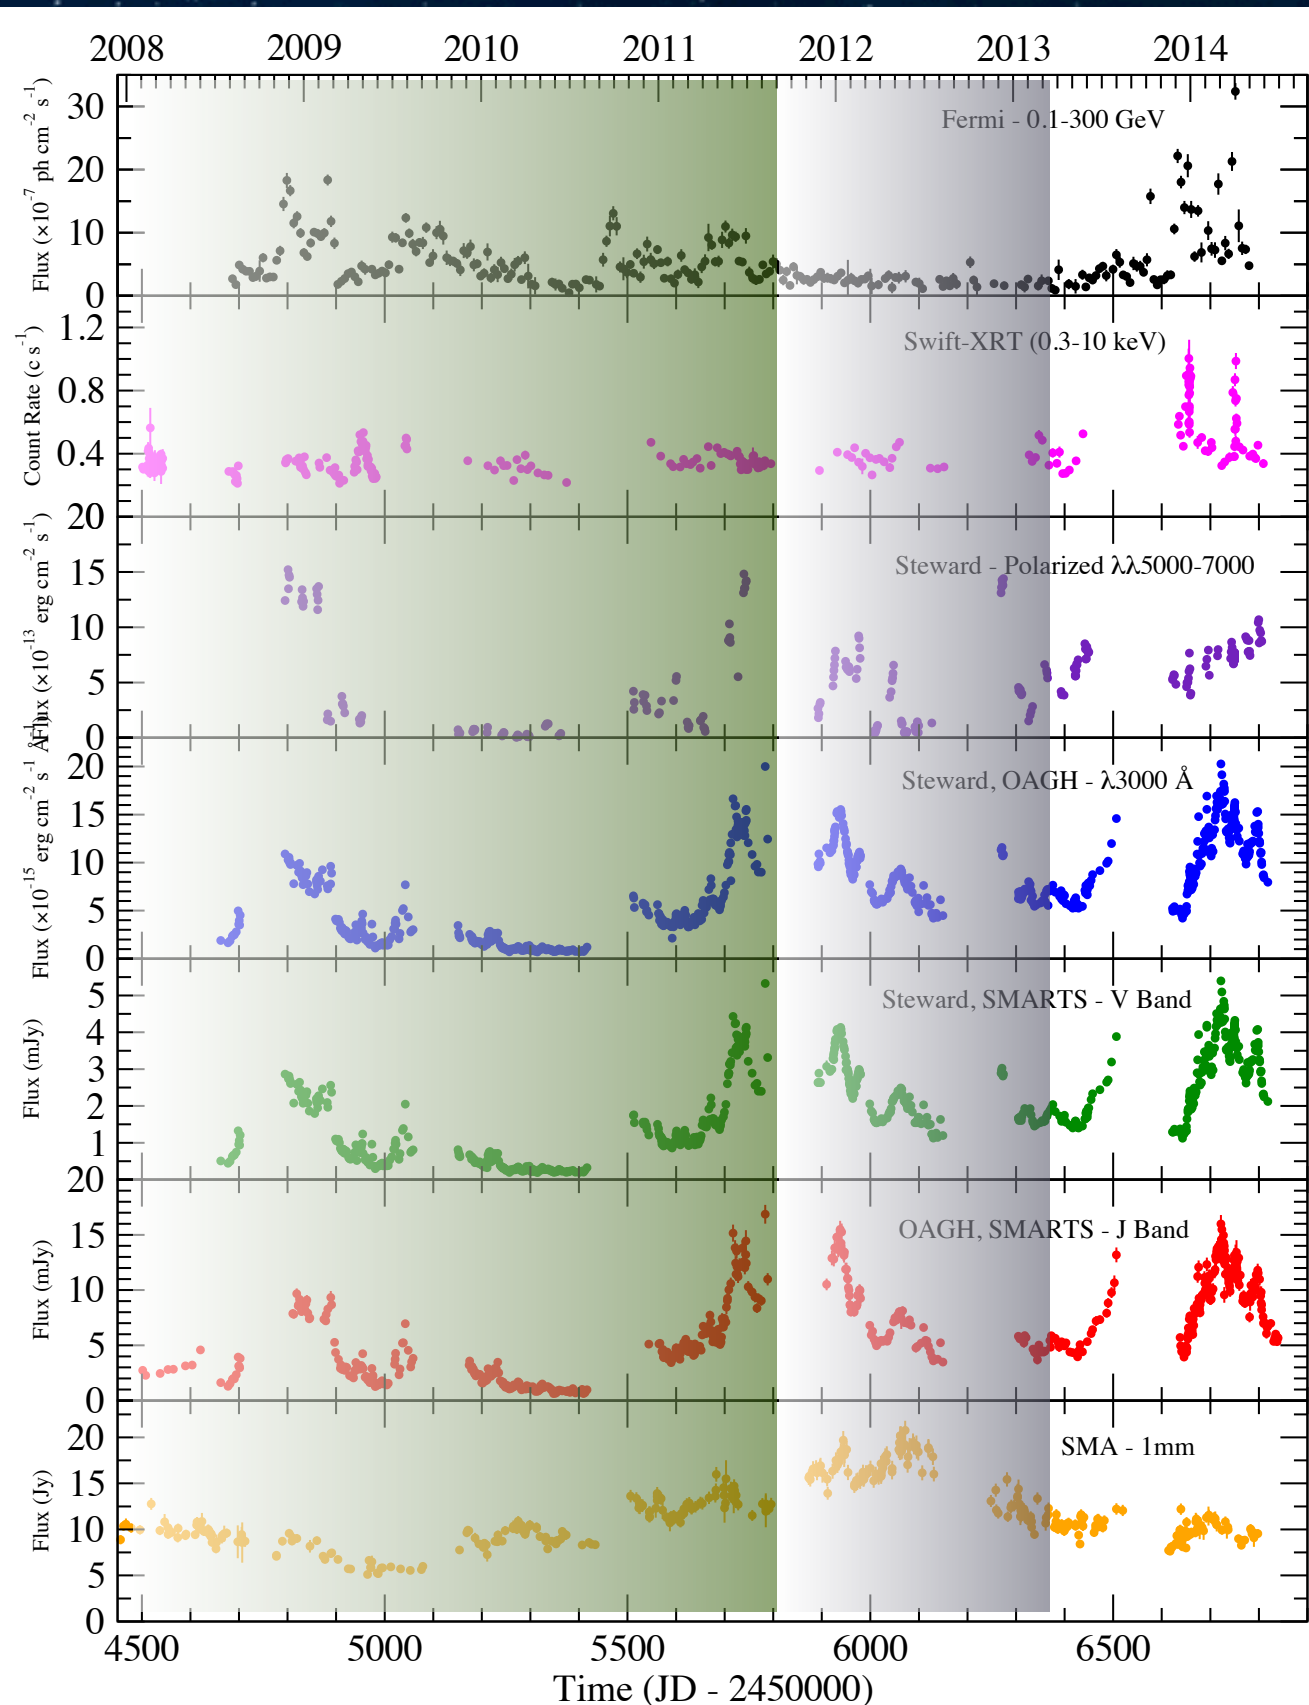 2008 2009 2010 2011 2012 2013 2014
30
20
10
0
Flux (×10⁻⁷ ph cm⁻² s⁻¹)
Fermi - 0.1-300 GeV
1.2
0.8
0.4
Count Rate (c s⁻¹)
Swift-XRT (0.3-10 keV)
20
15
10
5
0
Flux (×10⁻¹³ erg cm⁻² s⁻¹)
Steward - Polarized λλ5000-7000
20
15
10
5
0
Flux (×10⁻¹⁵ erg cm⁻² s⁻¹ Å⁻¹)
Steward, OAGH - λ3000 Å
5
4
3
2
1
Flux (mJy)
Steward, SMARTS - V Band
20
15
10
5
0
Flux (mJy)
OAGH, SMARTS - J Band
20
15
10
5
0
Flux (Jy)
SMA - 1mm
4500 5000 5500 6000 6500
Time (JD - 2450000)